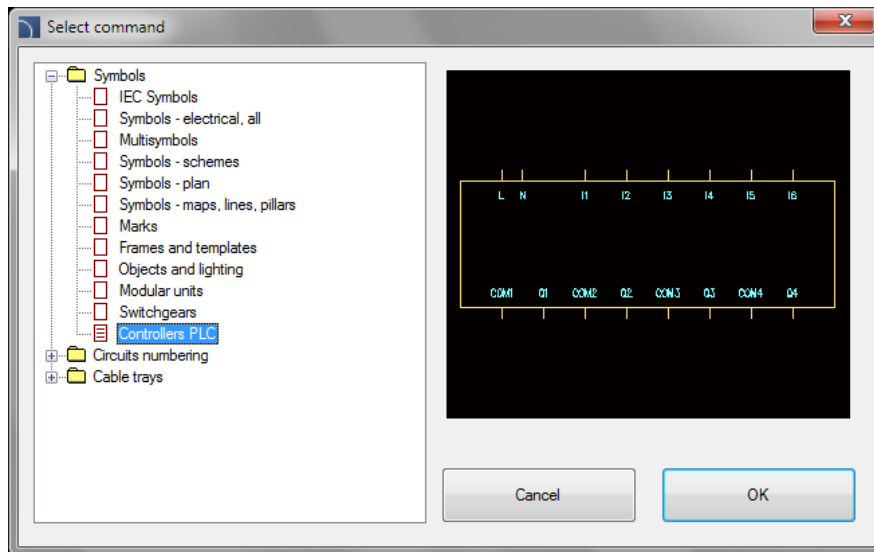 Select command
Symbols
IEC Symbols
Symbols - electrical, all
Multisymbols
Symbols - schemes
Symbols - plan
Symbols - maps, lines, pillars
Marks
Frames and templates
Objects and lighting
Modular units
Switchgears
Controllers PLC
Circuits numbering
Cable trays
L N I1 I2 I3 I4 I5 I6
COM1 Q1 COM2 Q2 CON3 Q3 CON4 Q4
Cancel OK